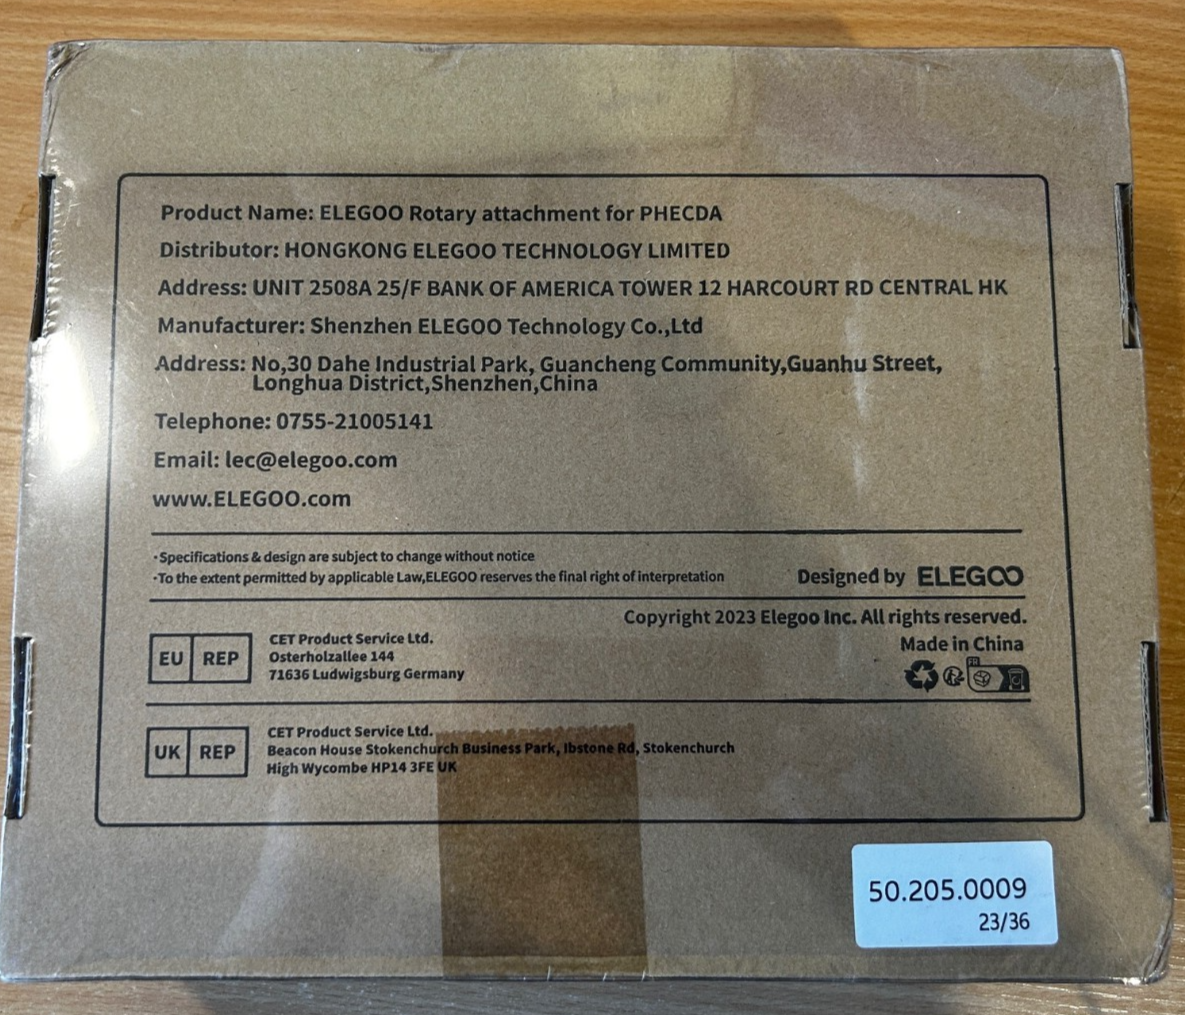 Product Name: ELEGOO Rotary attachment for PHECDA
Distributor: HONGKONG ELEGOO TECHNOLOGY LIMITED
Address: UNIT 2508A 25/F BANK OF AMERICA TOWER 12 HARCOURT RD CENTRAL HK
Manufacturer: Shenzhen ELEGOO Technology Co.,Ltd
Address: No,30 Dahe Industrial Park, Guancheng Community,Guanhu Street,
Longhua District,Shenzhen,China
Telephone: 0755-21005141
Email: lec@elegoo.com
www.ELEGOO.com
·Specifications & design are subject to change without notice
·To the extent permitted by applicable Law,ELEGOO reserves the final right of interpretation
Designed by ELEGOO
Copyright 2023 Elegoo Inc. All rights reserved.
Made in China
FR
EU REP
CET Product Service Ltd.
Osterholzallee 144
71636 Ludwigsburg Germany
UK REP
CET Product Service Ltd.
Beacon House Stokenchurch Business Park, Ibstone Rd, Stokenchurch
High Wycombe HP14 3FE UK
50.205.0009
23/36